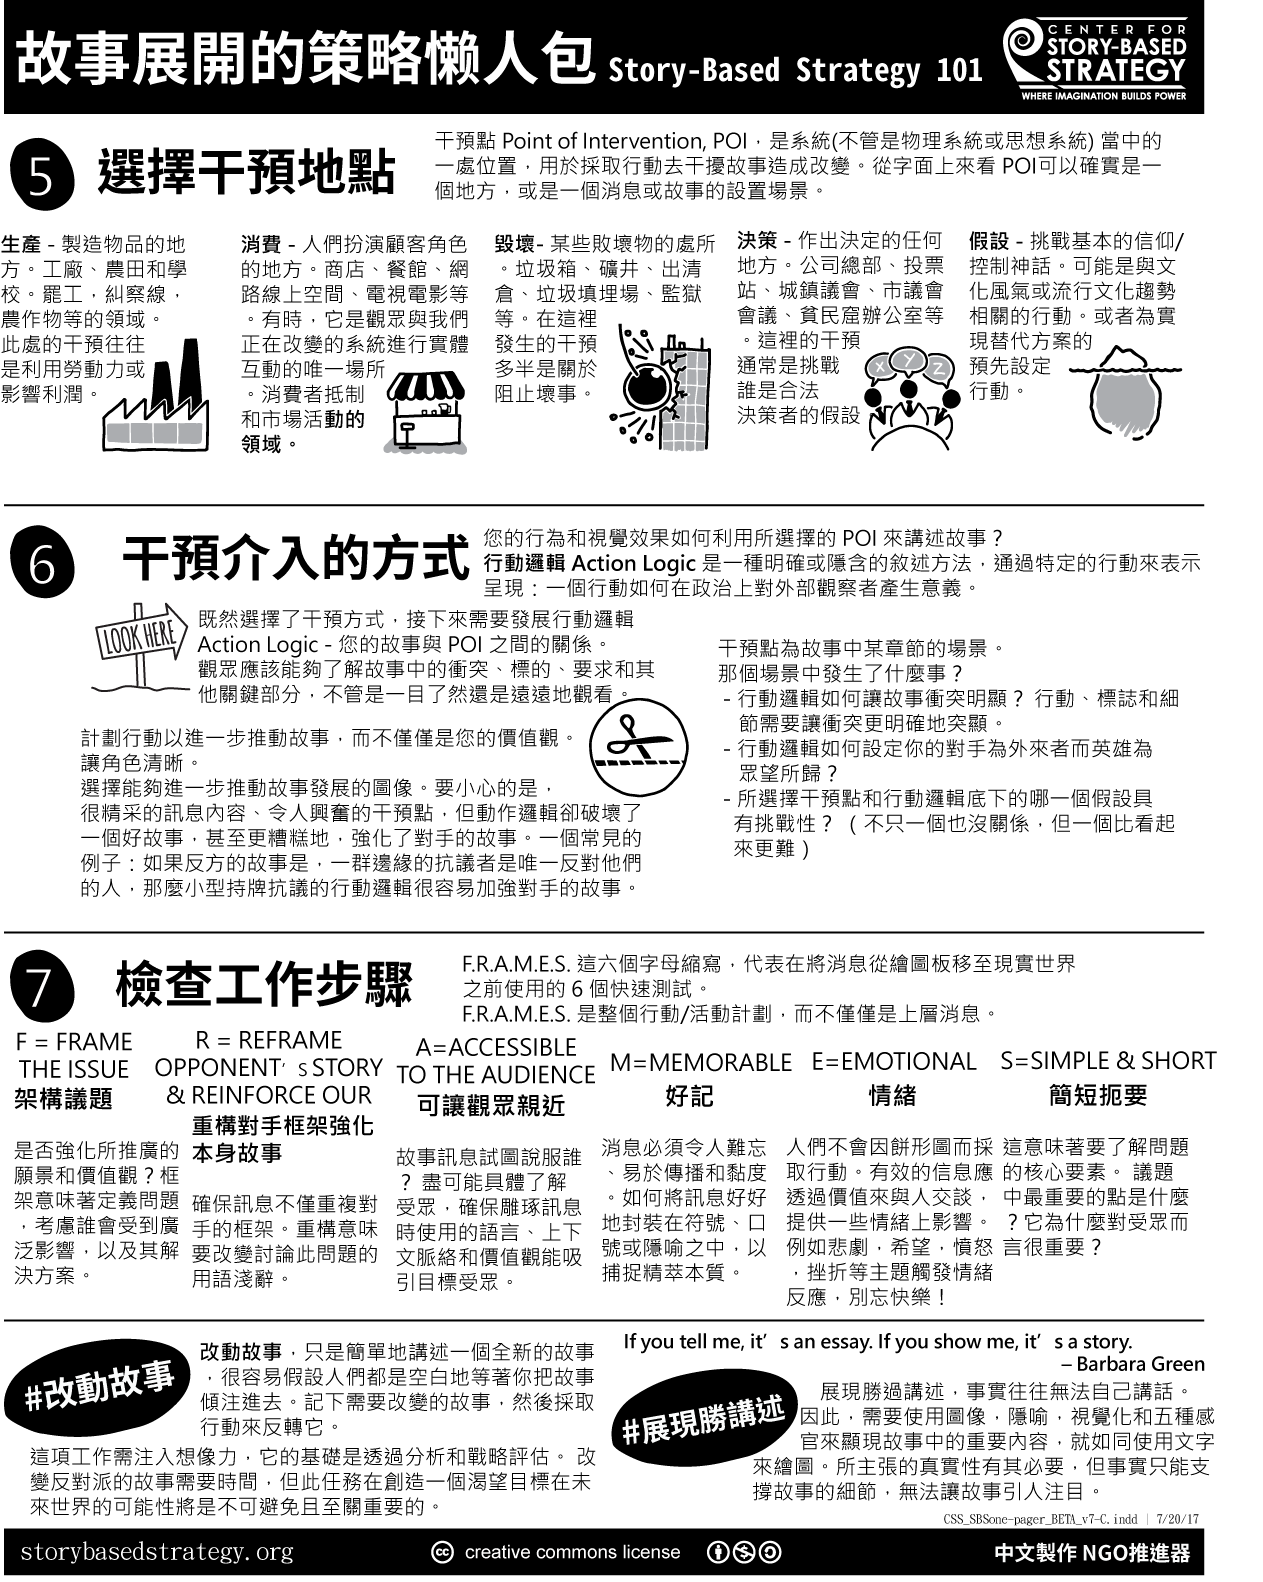 故事展開的策略懶人包 Story-Based Strategy 101
CENTER FOR
STORY-BASED
STRATEGY
WHERE IMAGINATION BUILDS POWER
5
選擇干預地點
干預點 Point of Intervention, POI，是系統(不管是物理系統或思想系統) 當中的
一處位置，用於採取行動去干擾故事造成改變。從字面上來看 POI可以確實是一
個地方，或是一個消息或故事的設置場景。
生產 - 製造物品的地
方。工廠、農田和學
校。罷工，糾察線，
農作物等的領域。
此處的干預往往
是利用勞動力或
影響利潤。
消費 - 人們扮演顧客角色
的地方。商店、餐館、網
路線上空間、電視電影等
。有時，它是觀眾與我們
正在改變的系統進行實體
互動的唯一場所
。消費者抵制
和市場活動的
領域。
毀壞- 某些敗壞物的處所
。垃圾箱、礦井、出清
倉、垃圾填埋場、監獄
等。在這裡
發生的干預
多半是關於
阻止壞事。
決策 - 作出決定的任何
地方。公司總部、投票
站、城鎮議會、市議會
會議、貧民窟辦公室等
。這裡的干預
通常是挑戰
誰是合法
決策者的假設
X Y Z
假設 - 挑戰基本的信仰/
控制神話。可能是與文
化風氣或流行文化趨勢
相關的行動。或者為實
現替代方案的
預先設定
行動。
6
干預介入的方式
您的行為和視覺效果如何利用所選擇的 POI 來講述故事？
行動邏輯 Action Logic 是一種明確或隱含的敘述方法，通過特定的行動來表示
呈現：一個行動如何在政治上對外部觀察者產生意義。
LOOK HERE
既然選擇了干預方式，接下來需要發展行動邏輯
Action Logic - 您的故事與 POI 之間的關係。
觀眾應該能夠了解故事中的衝突、標的、要求和其
他關鍵部分，不管是一目了然還是遠遠地觀看。
計劃行動以進一步推動故事，而不僅僅是您的價值觀。
讓角色清晰。
選擇能夠進一步推動故事發展的圖像。要小心的是，
很精采的訊息內容、令人興奮的干預點，但動作邏輯卻破壞了
一個好故事，甚至更糟糕地，強化了對手的故事。一個常見的
例子：如果反方的故事是，一群邊緣的抗議者是唯一反對他們
的人，那麼小型持牌抗議的行動邏輯很容易加強對手的故事。
干預點為故事中某章節的場景。
那個場景中發生了什麼事？
- 行動邏輯如何讓故事衝突明顯？ 行動、標誌和細
節需要讓衝突更明確地突顯。
- 行動邏輯如何設定你的對手為外來者而英雄為
眾望所歸？
- 所選擇干預點和行動邏輯底下的哪一個假設具
有挑戰性？ （不只一個也沒關係，但一個比看起
來更難 )
7
檢查工作步驟
F.R.A.M.E.S. 這六個字母縮寫，代表在將消息從繪圖板移至現實世界
之前使用的 6 個快速測試。
F.R.A.M.E.S. 是整個行動/活動計劃，而不僅僅是上層消息。
F = FRAME
THE ISSUE
架構議題
是否強化所推廣的
願景和價值觀？框
架意味著定義問題
，考慮誰會受到廣
泛影響，以及其解
決方案。
R = REFRAME
OPPONENT’s STORY
& REINFORCE OUR
重構對手框架強化
本身故事
確保訊息不僅重複對
手的框架。重構意味
要改變討論此問題的
用語淺辭。
A=ACCESSIBLE
TO THE AUDIENCE
可讓觀眾親近
故事訊息試圖說服誰
？ 盡可能具體了解
受眾，確保雕琢訊息
時使用的語言、上下
文脈絡和價值觀能吸
引目標受眾。
M=MEMORABLE
好記
消息必須令人難忘
、易於傳播和黏度
。如何將訊息好好
地封裝在符號、口
號或隱喻之中，以
捕捉精萃本質。
E=EMOTIONAL
情緒
人們不會因餅形圖而採
取行動。有效的信息應
透過價值來與人交談，
提供一些情緒上影響。
例如悲劇，希望，憤怒
，挫折等主題觸發情緒
反應，別忘快樂！
S=SIMPLE & SHORT
簡短扼要
這意味著要了解問題
的核心要素。 議題
中最重要的點是什麼
？它為什麼對受眾而
言很重要？
#改動故事
改動故事，只是簡單地講述一個全新的故事
，很容易假設人們都是空白地等著你把故事
傾注進去。記下需要改變的故事，然後採取
行動來反轉它。
這項工作需注入想像力，它的基礎是透過分析和戰略評估。 改
變反對派的故事需要時間，但此任務在創造一個渴望目標在未
來世界的可能性將是不可避免且至關重要的。
If you tell me, it’s an essay. If you show me, it’s a story.
– Barbara Green
#展現勝講述
展現勝過講述，事實往往無法自己講話。
因此，需要使用圖像，隱喻，視覺化和五種感
官來顯現故事中的重要內容，就如同使用文字
來繪圖。所主張的真實性有其必要，但事實只能支
撐故事的細節，無法讓故事引人注目。
CSS_SBSone-pager_BETA_v7-C.indd | 7/20/17
storybasedstrategy.org
cc creative commons license
中文製作 NGO推進器